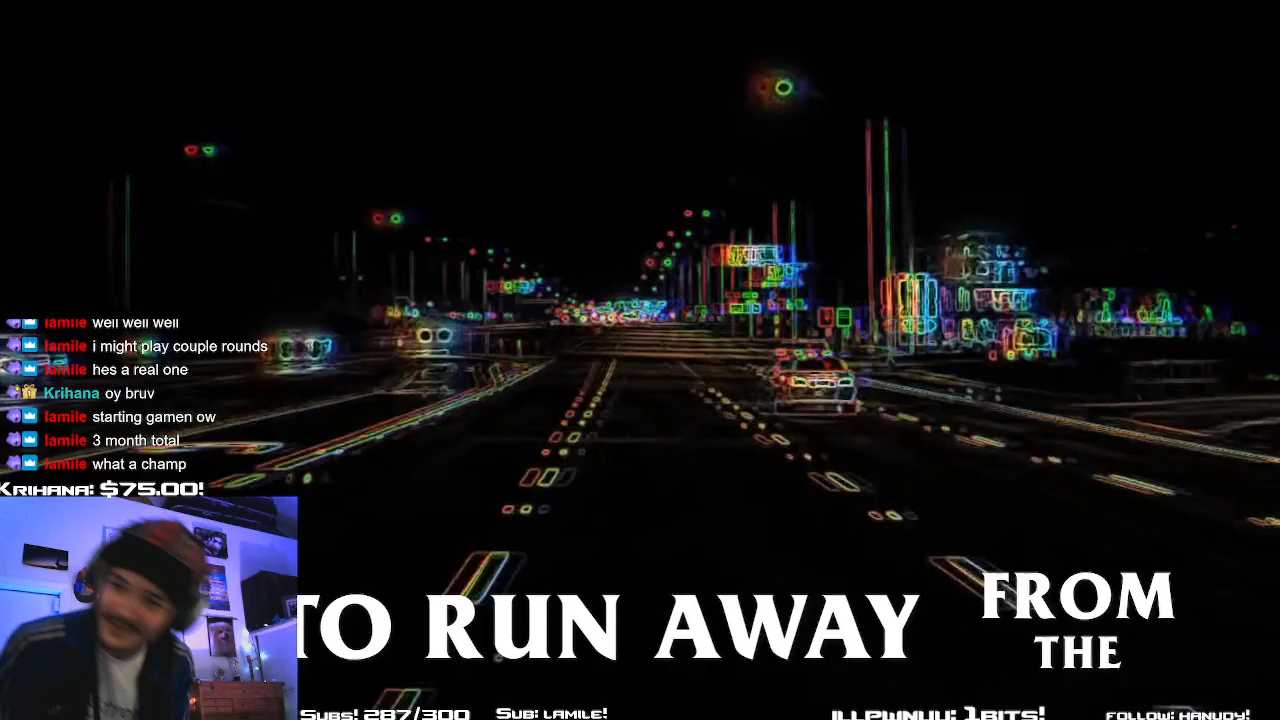 lamile well well well
lamile i might play couple rounds
lamile hes a real one
Krihana oy bruv
lamile starting gamen ow
lamile 3 month total
lamile what a champ
Krihana: $75.00!
TO RUN AWAY
FROM
THE
Subs! 287/300
Sub: lamile!
1Bits!